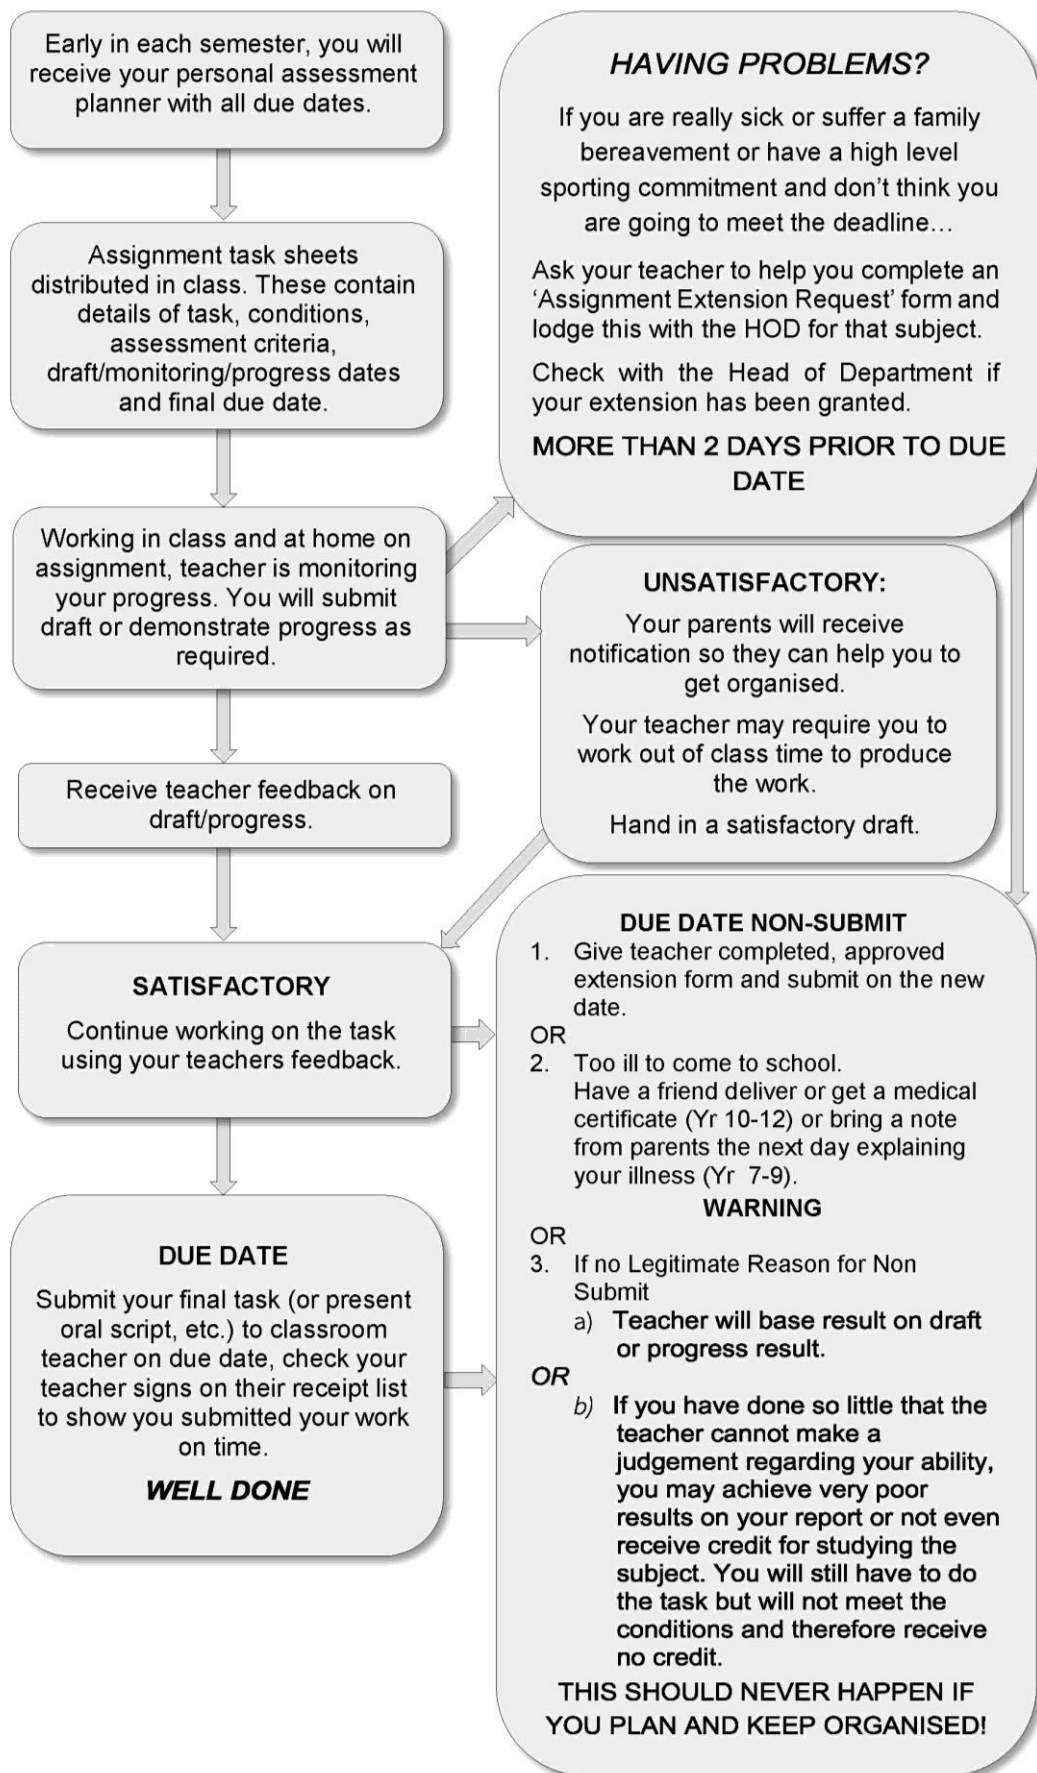 Early in each semester, you will
receive your personal assessment
planner with all due dates.
Assignment task sheets
distributed in class. These contain
details of task, conditions,
assessment criteria,
draft/monitoring/progress dates
and final due date.
Working in class and at home on
assignment, teacher is monitoring
your progress. You will submit
draft or demonstrate progress as
required.
Receive teacher feedback on
draft/progress.
SATISFACTORY
Continue working on the task
using your teachers feedback.
DUE DATE
Submit your final task (or present
oral script, etc.) to classroom
teacher on due date, check your
teacher signs on their receipt list
to show you submitted your work
on time.
WELL DONE
HAVING PROBLEMS?
If you are really sick or suffer a family
bereavement or have a high level
sporting commitment and don't think you
are going to meet the deadline…
Ask your teacher to help you complete an
'Assignment Extension Request' form and
lodge this with the HOD for that subject.
Check with the Head of Department if
your extension has been granted.
MORE THAN 2 DAYS PRIOR TO DUE
DATE
UNSATISFACTORY:
Your parents will receive
notification so they can help you to
get organised.
Your teacher may require you to
work out of class time to produce
the work.
Hand in a satisfactory draft.
DUE DATE NON-SUBMIT
1. Give teacher completed, approved
extension form and submit on the new
date.
OR
2. Too ill to come to school.
Have a friend deliver or get a medical
certificate (Yr 10-12) or bring a note
from parents the next day explaining
your illness (Yr 7-9).
WARNING
OR
3. If no Legitimate Reason for Non
Submit
a) Teacher will base result on draft
or progress result.
OR
b) If you have done so little that the
teacher cannot make a
judgement regarding your ability,
you may achieve very poor
results on your report or not even
receive credit for studying the
subject. You will still have to do
the task but will not meet the
conditions and therefore receive
no credit.
THIS SHOULD NEVER HAPPEN IF
YOU PLAN AND KEEP ORGANISED!